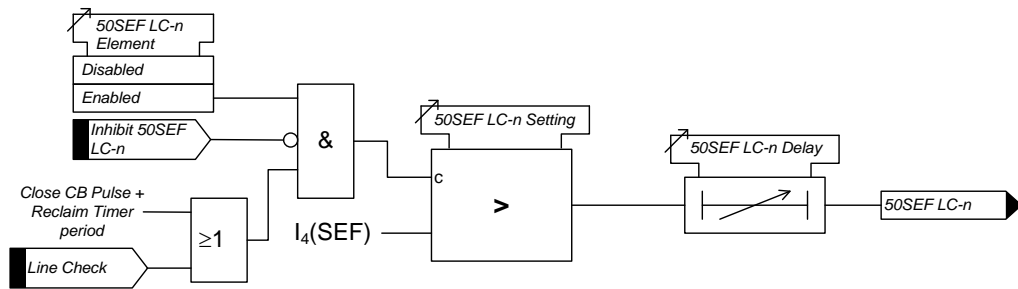 50SEF LC-n
Element
Disabled
Enabled
Inhibit 50SEF
LC-n
&
50SEF LC-n Setting
c
>
50SEF LC-n Delay
50SEF LC-n
Close CB Pulse +
Reclaim Timer
period
≥1
I4(SEF)
Line Check